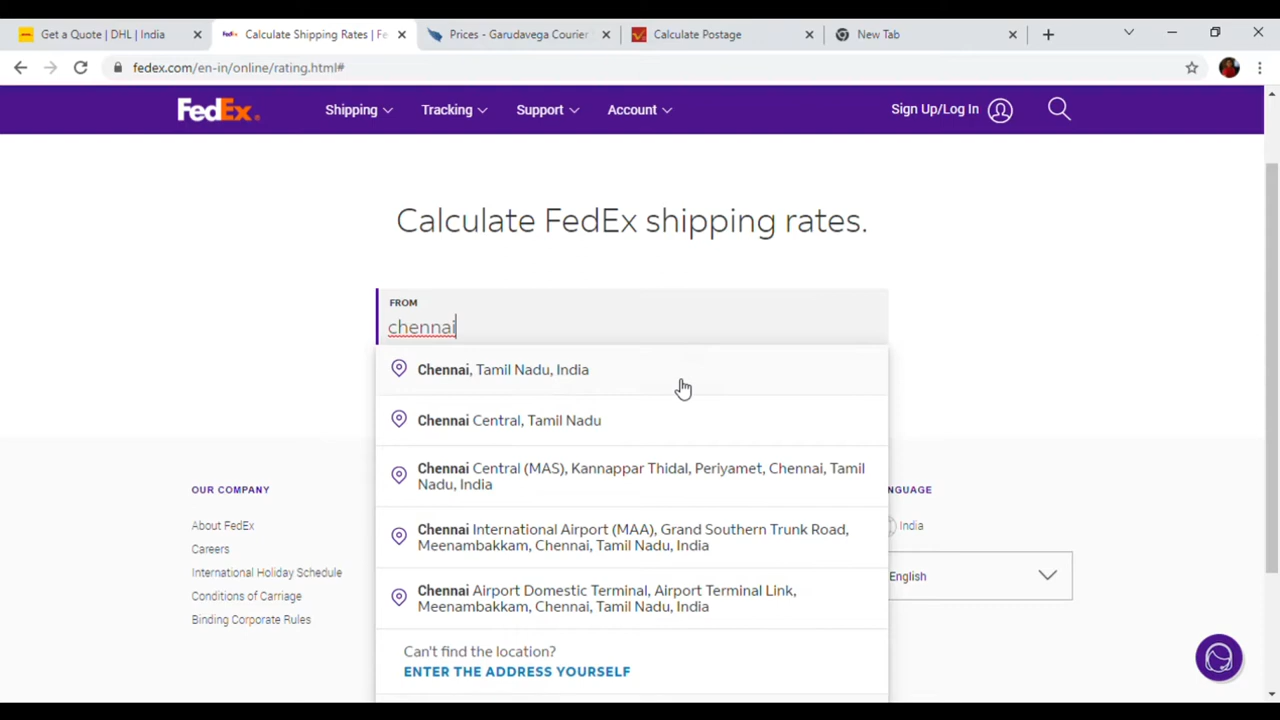 Get a Quote | DHL | India
Calculate Shipping Rates | Fe
Prices - Garudavega Courier
Calculate Postage
New Tab
fedex.com/en-in/online/rating.html#
FedEx
Shipping
Tracking
Support
Account
Sign Up/Log In
Calculate FedEx shipping rates.
FROM
chennai
Chennai, Tamil Nadu, India
Chennai Central, Tamil Nadu
Chennai Central (MAS), Kannappar Thidal, Periyamet, Chennai, Tamil
Nadu, India
Chennai International Airport (MAA), Grand Southern Trunk Road,
Meenambakkam, Chennai, Tamil Nadu, India
Chennai Airport Domestic Terminal, Airport Terminal Link,
Meenambakkam, Chennai, Tamil Nadu, India
Can't find the location?
ENTER THE ADDRESS YOURSELF
OUR COMPANY
About FedEx
Careers
International Holiday Schedule
Conditions of Carriage
Binding Corporate Rules
NGUAGE
India
English